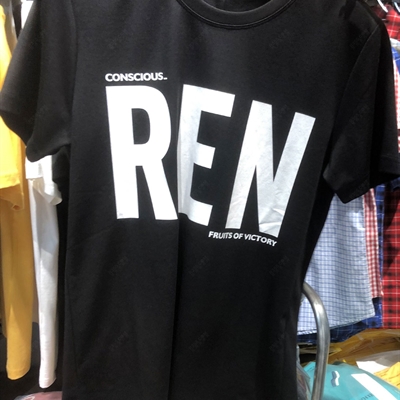 CONSCIOUS..
REN
FRUITS OF VICTORY